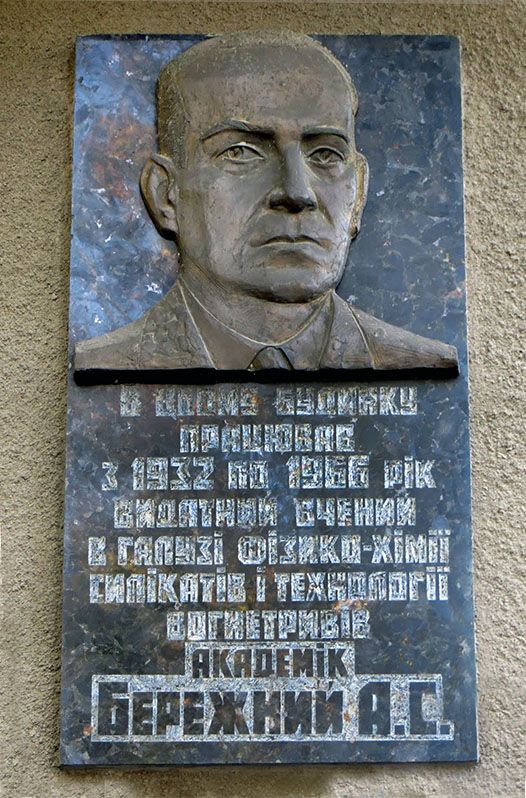 В ЦЬОМУ БУДИНКУ
ПРАЦЮВАВ
З 1932 ПО 1966 РІК
ВИДАТНИЙ ВЧЕНИЙ
В ГАЛУЗІ ФІЗИКО-ХІМІЇ
СИЛІКАТІВ І ТЕХНОЛОГІЇ
ВОГНЕТРИВІВ
АКАДЕМІК
БЕРЕЖНИЙ А.С.